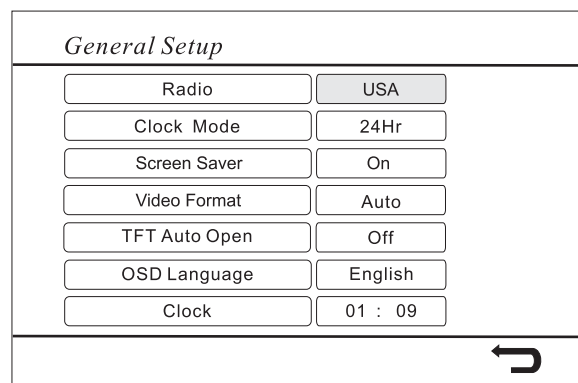 General Setup
Radio USA
Clock Mode 24Hr
Screen Saver On
Video Format Auto
TFT Auto Open Off
OSD Language English
Clock 01 : 09